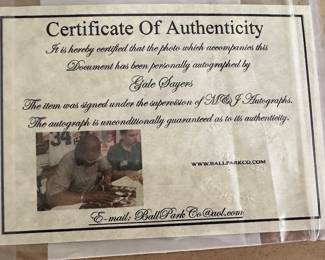 Certificate Of Authenticity
It is hereby certified that the photo which accompanies this
Document has been personally autographed by
Gale Sayers
The item was signed under the supervision of M&J Autographs.
The autograph is unconditionally guaranteed as to its authenticity.
34
WWW.BALLPARKCO.COM
E-mail: BallParkCo@aol.com